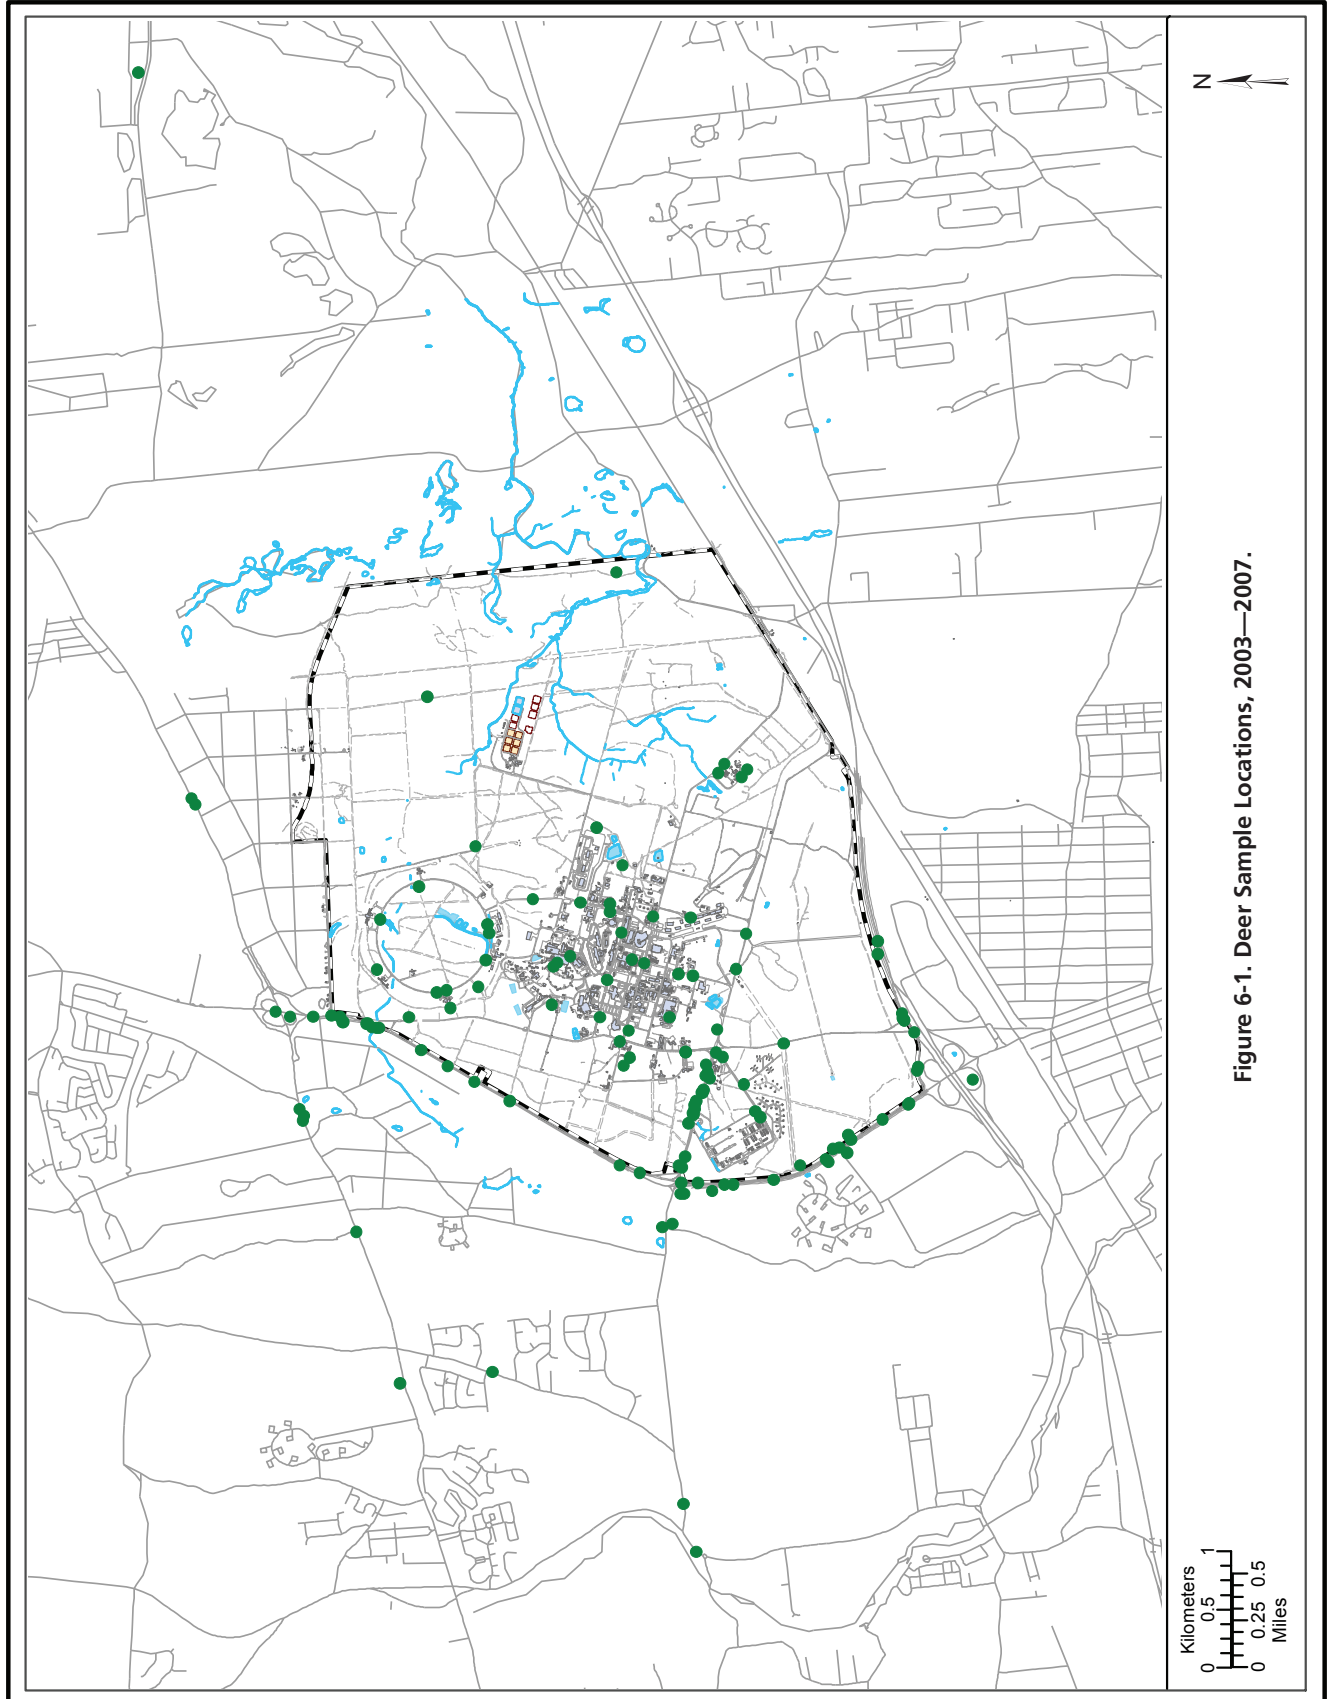 N
Figure 6-1. Deer Sample Locations, 2003—2007.
Kilometers
0 0.5 1
0 0.25 0.5
Miles